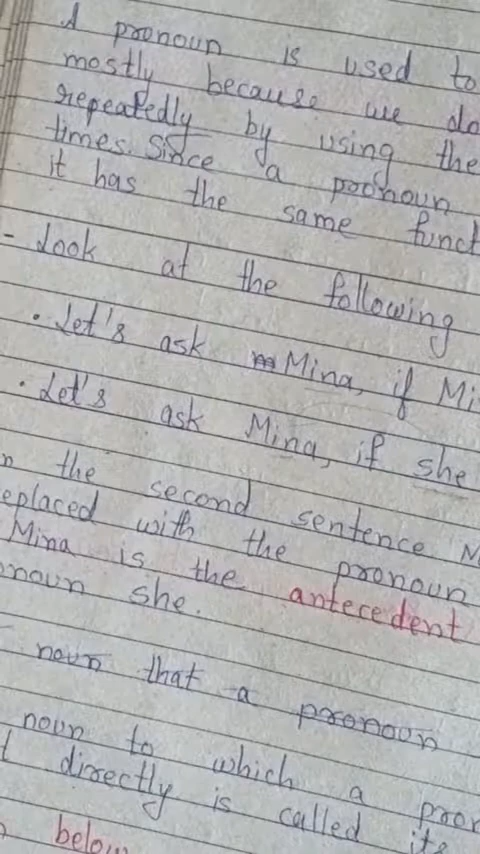 A pronoun is used to
mostly because we do
repeatedly by using the
times. Since a pronoun
it has the same funct
- Look at the following
• Let's ask Mina, if Mi
• Let's ask Mina, if she
n the second sentence
eplaced with the pronoun
Mina is the antecedent
onoun she.
noun that a pronoun
noun to which a pron
t directly is called its
below